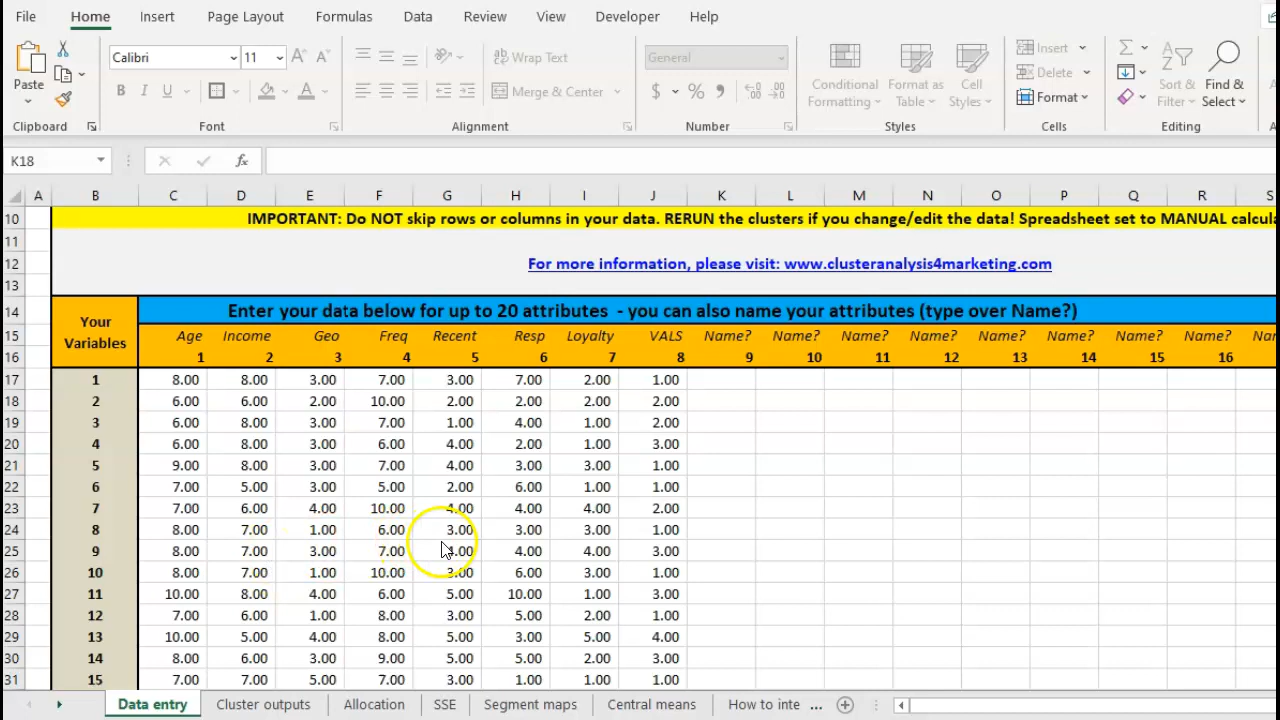 File Home Insert Page Layout Formulas Data Review View Developer Help
Calibri 11 A A Wrap Text General
Paste B I U A Merge & Center $ % Conditional Formatting Format as Table Cell Styles Insert Delete Format Sort & Filter Find & Select
Clipboard Font Alignment Number Styles Cells Editing
K18 fx
A B C D E F G H I J K L M N O P Q R S
10 IMPORTANT: Do NOT skip rows or columns in your data. RERUN the clusters if you change/edit the data! Spreadsheet set to MANUAL calcula
11
12 For more information, please visit: www.clusteranalysis4marketing.com
13
14 Your Variables Enter your data below for up to 20 attributes - you can also name your attributes (type over Name?)
15 Age Income Geo Freq Recent Resp Loyalty VALS Name? Name? Name? Name? Name? Name? Name? Name?
16 1 2 3 4 5 6 7 8 9 10 11 12 13 14 15 16
17 1 8.00 8.00 3.00 7.00 3.00 7.00 2.00 1.00
18 2 6.00 6.00 2.00 10.00 2.00 2.00 2.00 2.00
19 3 6.00 8.00 3.00 7.00 1.00 4.00 1.00 2.00
20 4 6.00 8.00 3.00 6.00 4.00 2.00 1.00 3.00
21 5 9.00 8.00 3.00 7.00 4.00 3.00 3.00 1.00
22 6 7.00 5.00 3.00 5.00 2.00 6.00 1.00 1.00
23 7 7.00 6.00 4.00 10.00 4.00 4.00 4.00 2.00
24 8 8.00 7.00 1.00 6.00 3.00 3.00 3.00 1.00
25 9 8.00 7.00 3.00 7.00 4.00 4.00 4.00 3.00
26 10 8.00 7.00 1.00 10.00 3.00 6.00 3.00 1.00
27 11 10.00 8.00 4.00 6.00 5.00 10.00 1.00 3.00
28 12 7.00 6.00 1.00 8.00 3.00 5.00 2.00 1.00
29 13 10.00 5.00 4.00 8.00 5.00 3.00 5.00 4.00
30 14 8.00 6.00 3.00 9.00 5.00 5.00 2.00 3.00
31 15 7.00 7.00 5.00 7.00 3.00 1.00 1.00 1.00
Data entry Cluster outputs Allocation SSE Segment maps Central means How to inte ...